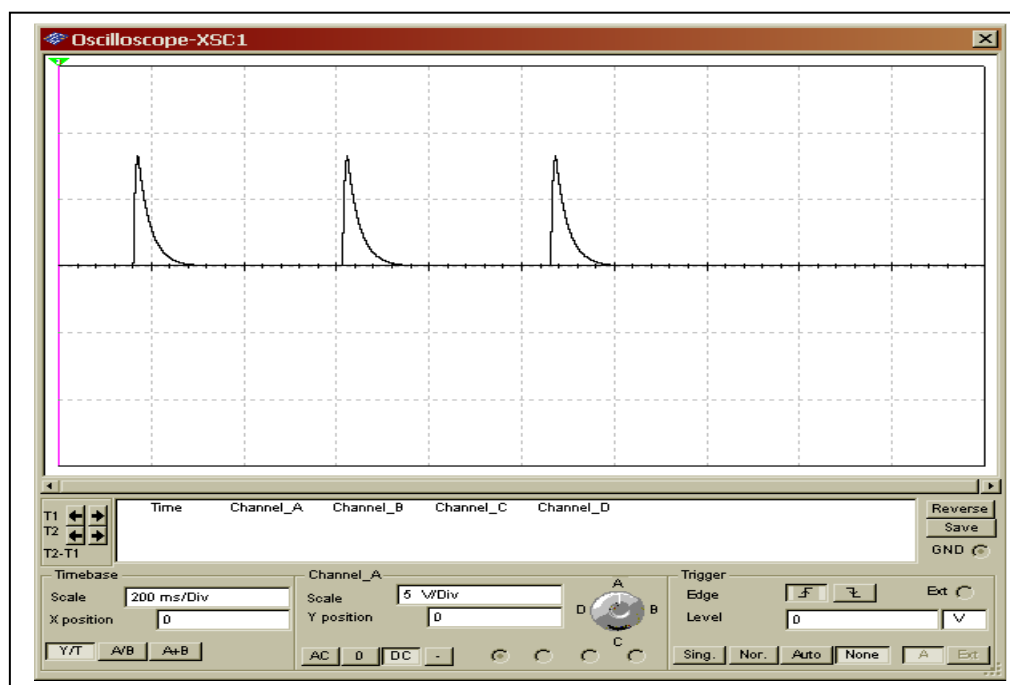 Oscilloscope-XSC1
Time Channel_A Channel_B Channel_C Channel_D
T1
T2
T2-T1
Reverse
Save
GND
Timebase
Scale 200 ms/Div
X position 0
Y/T A/B A+B
Channel_A
Scale 5 V/Div
Y position 0
AC 0 DC -
A
B
C
D
Trigger
Edge Ext
Level 0 V
Sing. Nor. Auto None A Ext